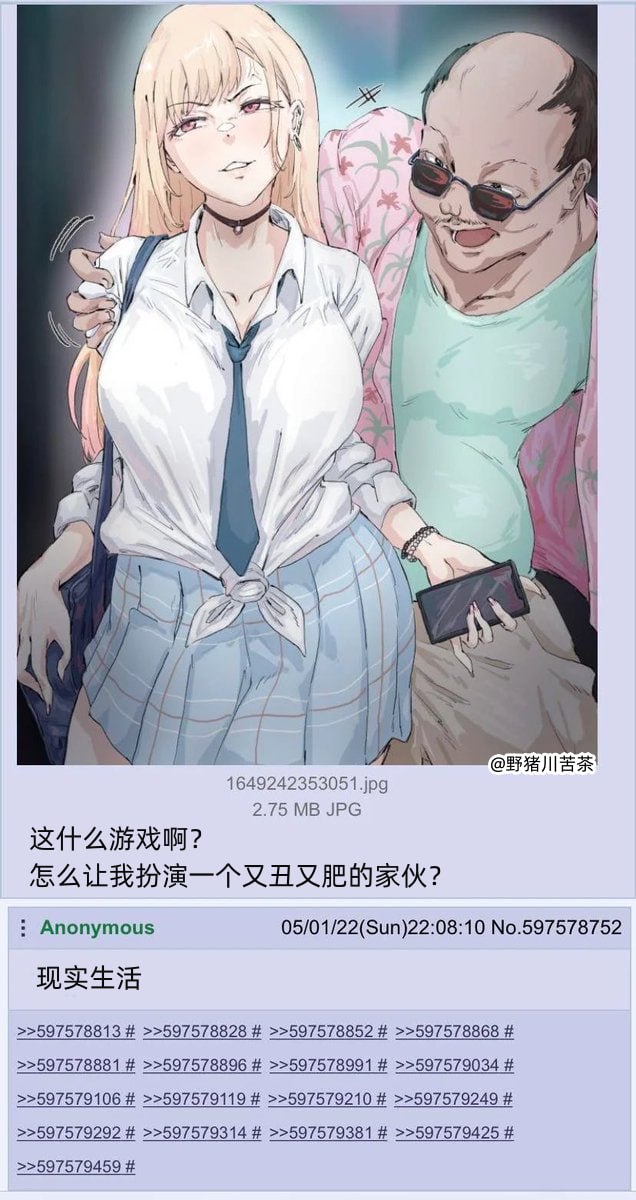 @野猪川苦茶
1649242353051.jpg
2.75 MB JPG
这什么游戏啊？
怎么让我扮演一个又丑又肥的家伙？
Anonymous 05/01/22(Sun)22:08:10 No.597578752
现实生活
>>597578813 # >>597578828 # >>597578852 # >>597578868 #
>>597578881 # >>597578896 # >>597578991 # >>597579034 #
>>597579106 # >>597579119 # >>597579210 # >>597579249 #
>>597579292 # >>597579314 # >>597579381 # >>597579425 #
>>597579459 #